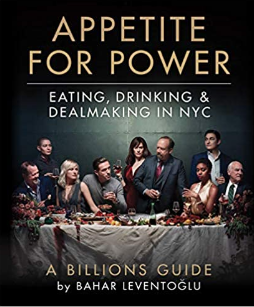 APPETITE
FOR POWER
EATING, DRINKING &
DEALMAKING IN NYC
A BILLIONS GUIDE
by BAHAR LEVENTOĞLU